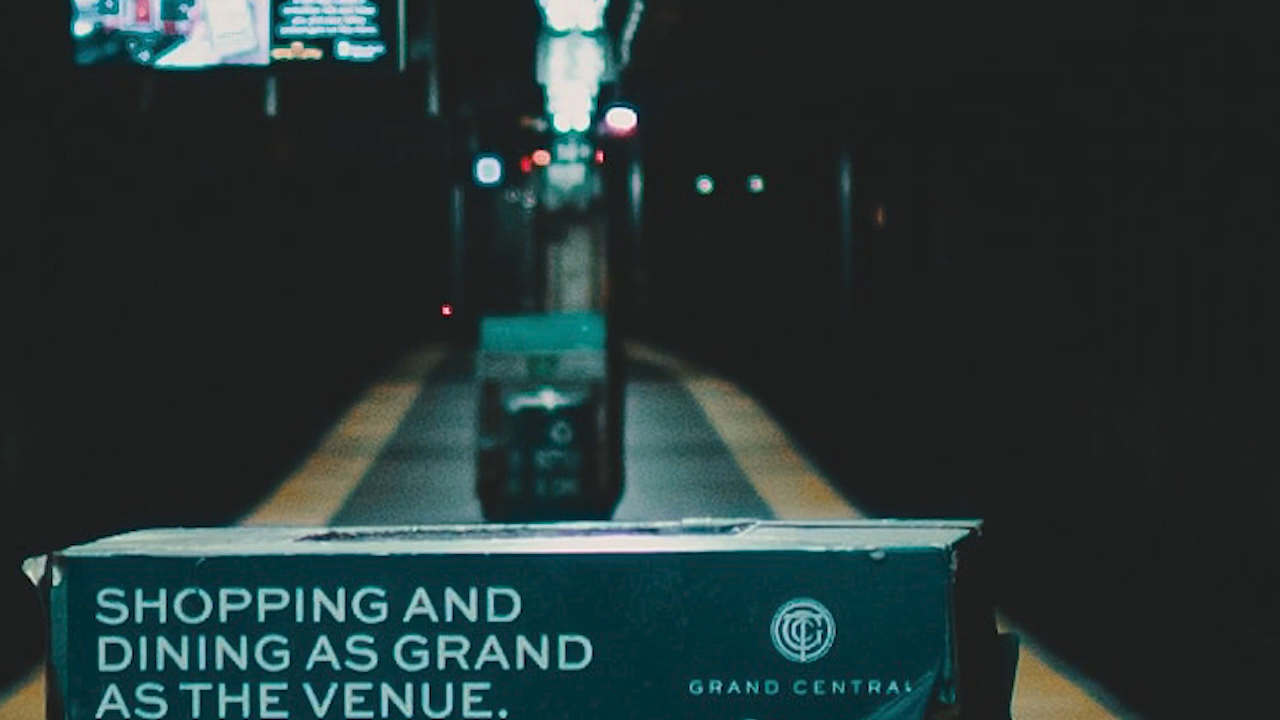 SHOPPING AND
DINING AS GRAND
AS THE VENUE.
GRAND CENTRAL